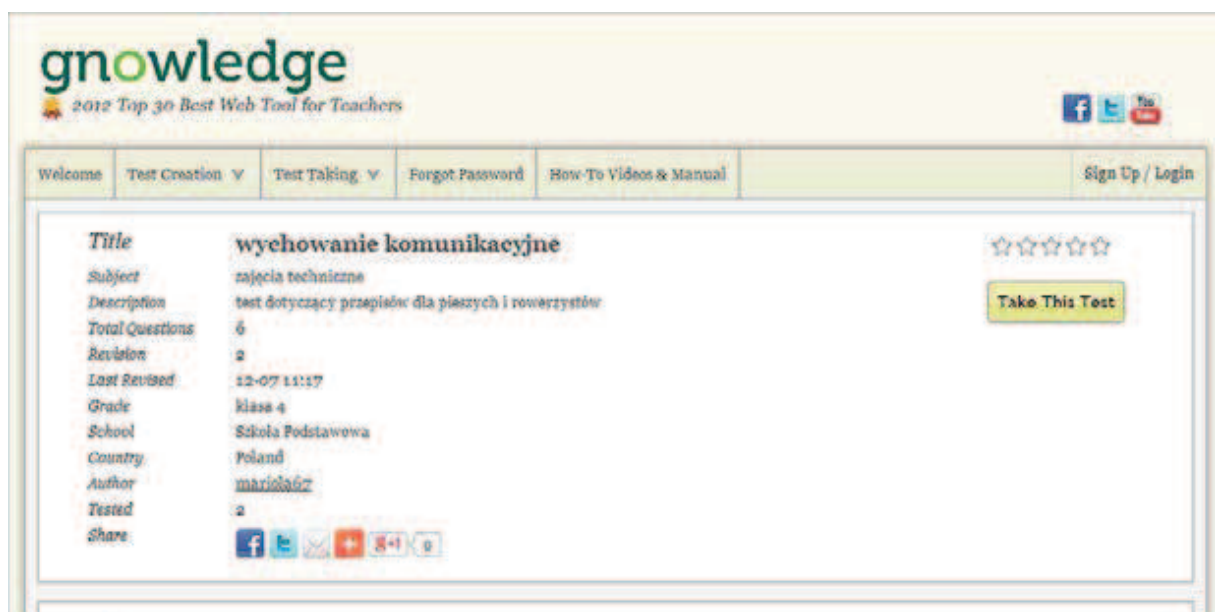 gnowledge
2012 Top 30 Best Web Tool for Teachers
Welcome Test Creation Test Taking Forgot Password How-To Videos & Manual Sign Up / Login
Title wychowanie komunikacyjne
Subject zajęcia techniczne
Take This Test
Description test dotyczący przepisów dla pieszych i rowerzystów
Total Questions 6
Revision 2
Last Revised 12-07 11:17
Grade klasa 4
School Szkoła Podstawowa
Country Poland
Author mariola67
Tested 2
Share g+1 0